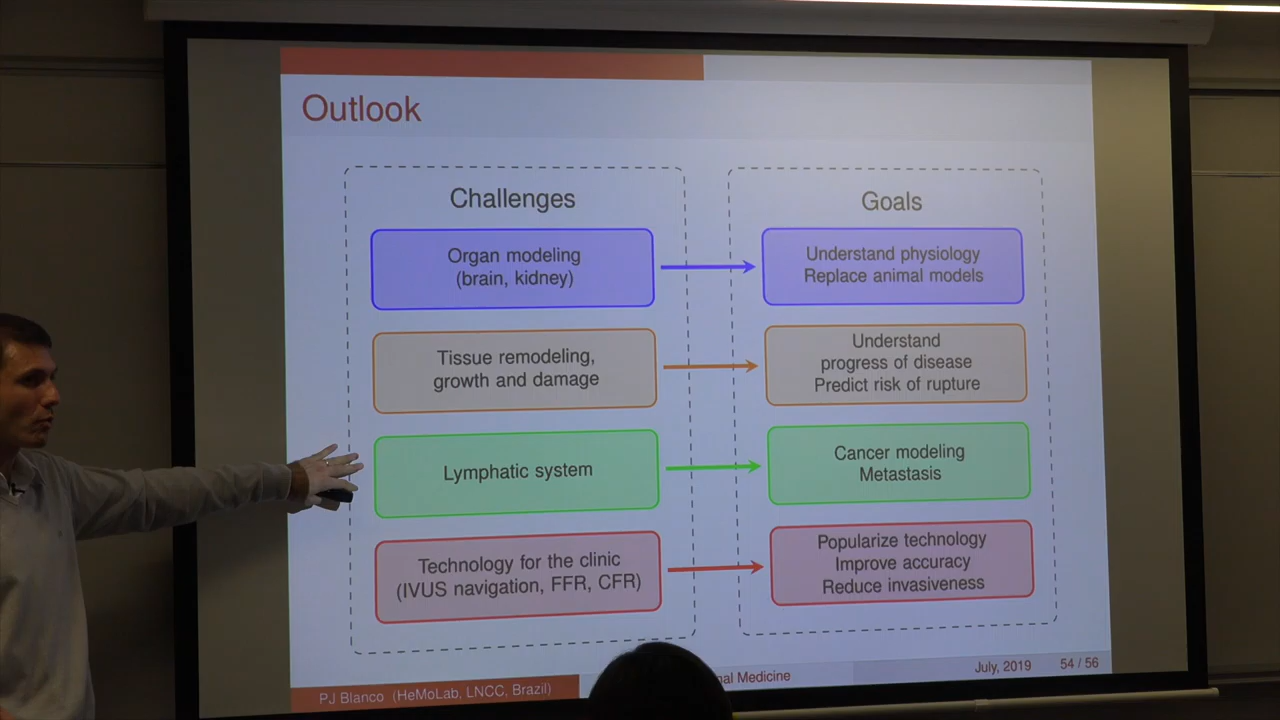 Outlook
Challenges
Organ modeling
(brain, kidney)
Tissue remodeling,
growth and damage
Lymphatic system
Technology for the clinic
(IVUS navigation, FFR, CFR)
Goals
Understand physiology
Replace animal models
Understand
progress of disease
Predict risk of rupture
Cancer modeling
Metastasis
Popularize technology
Improve accuracy
Reduce invasiveness
PJ Blanco (HeMoLab, LNCC, Brazil)
Medicine
July, 2019 54 / 56